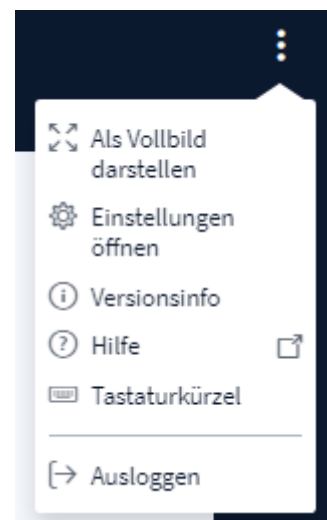 Als Vollbild
darstellen
Einstellungen
öffnen
Versionsinfo
Hilfe
Tastaturkürzel
Ausloggen